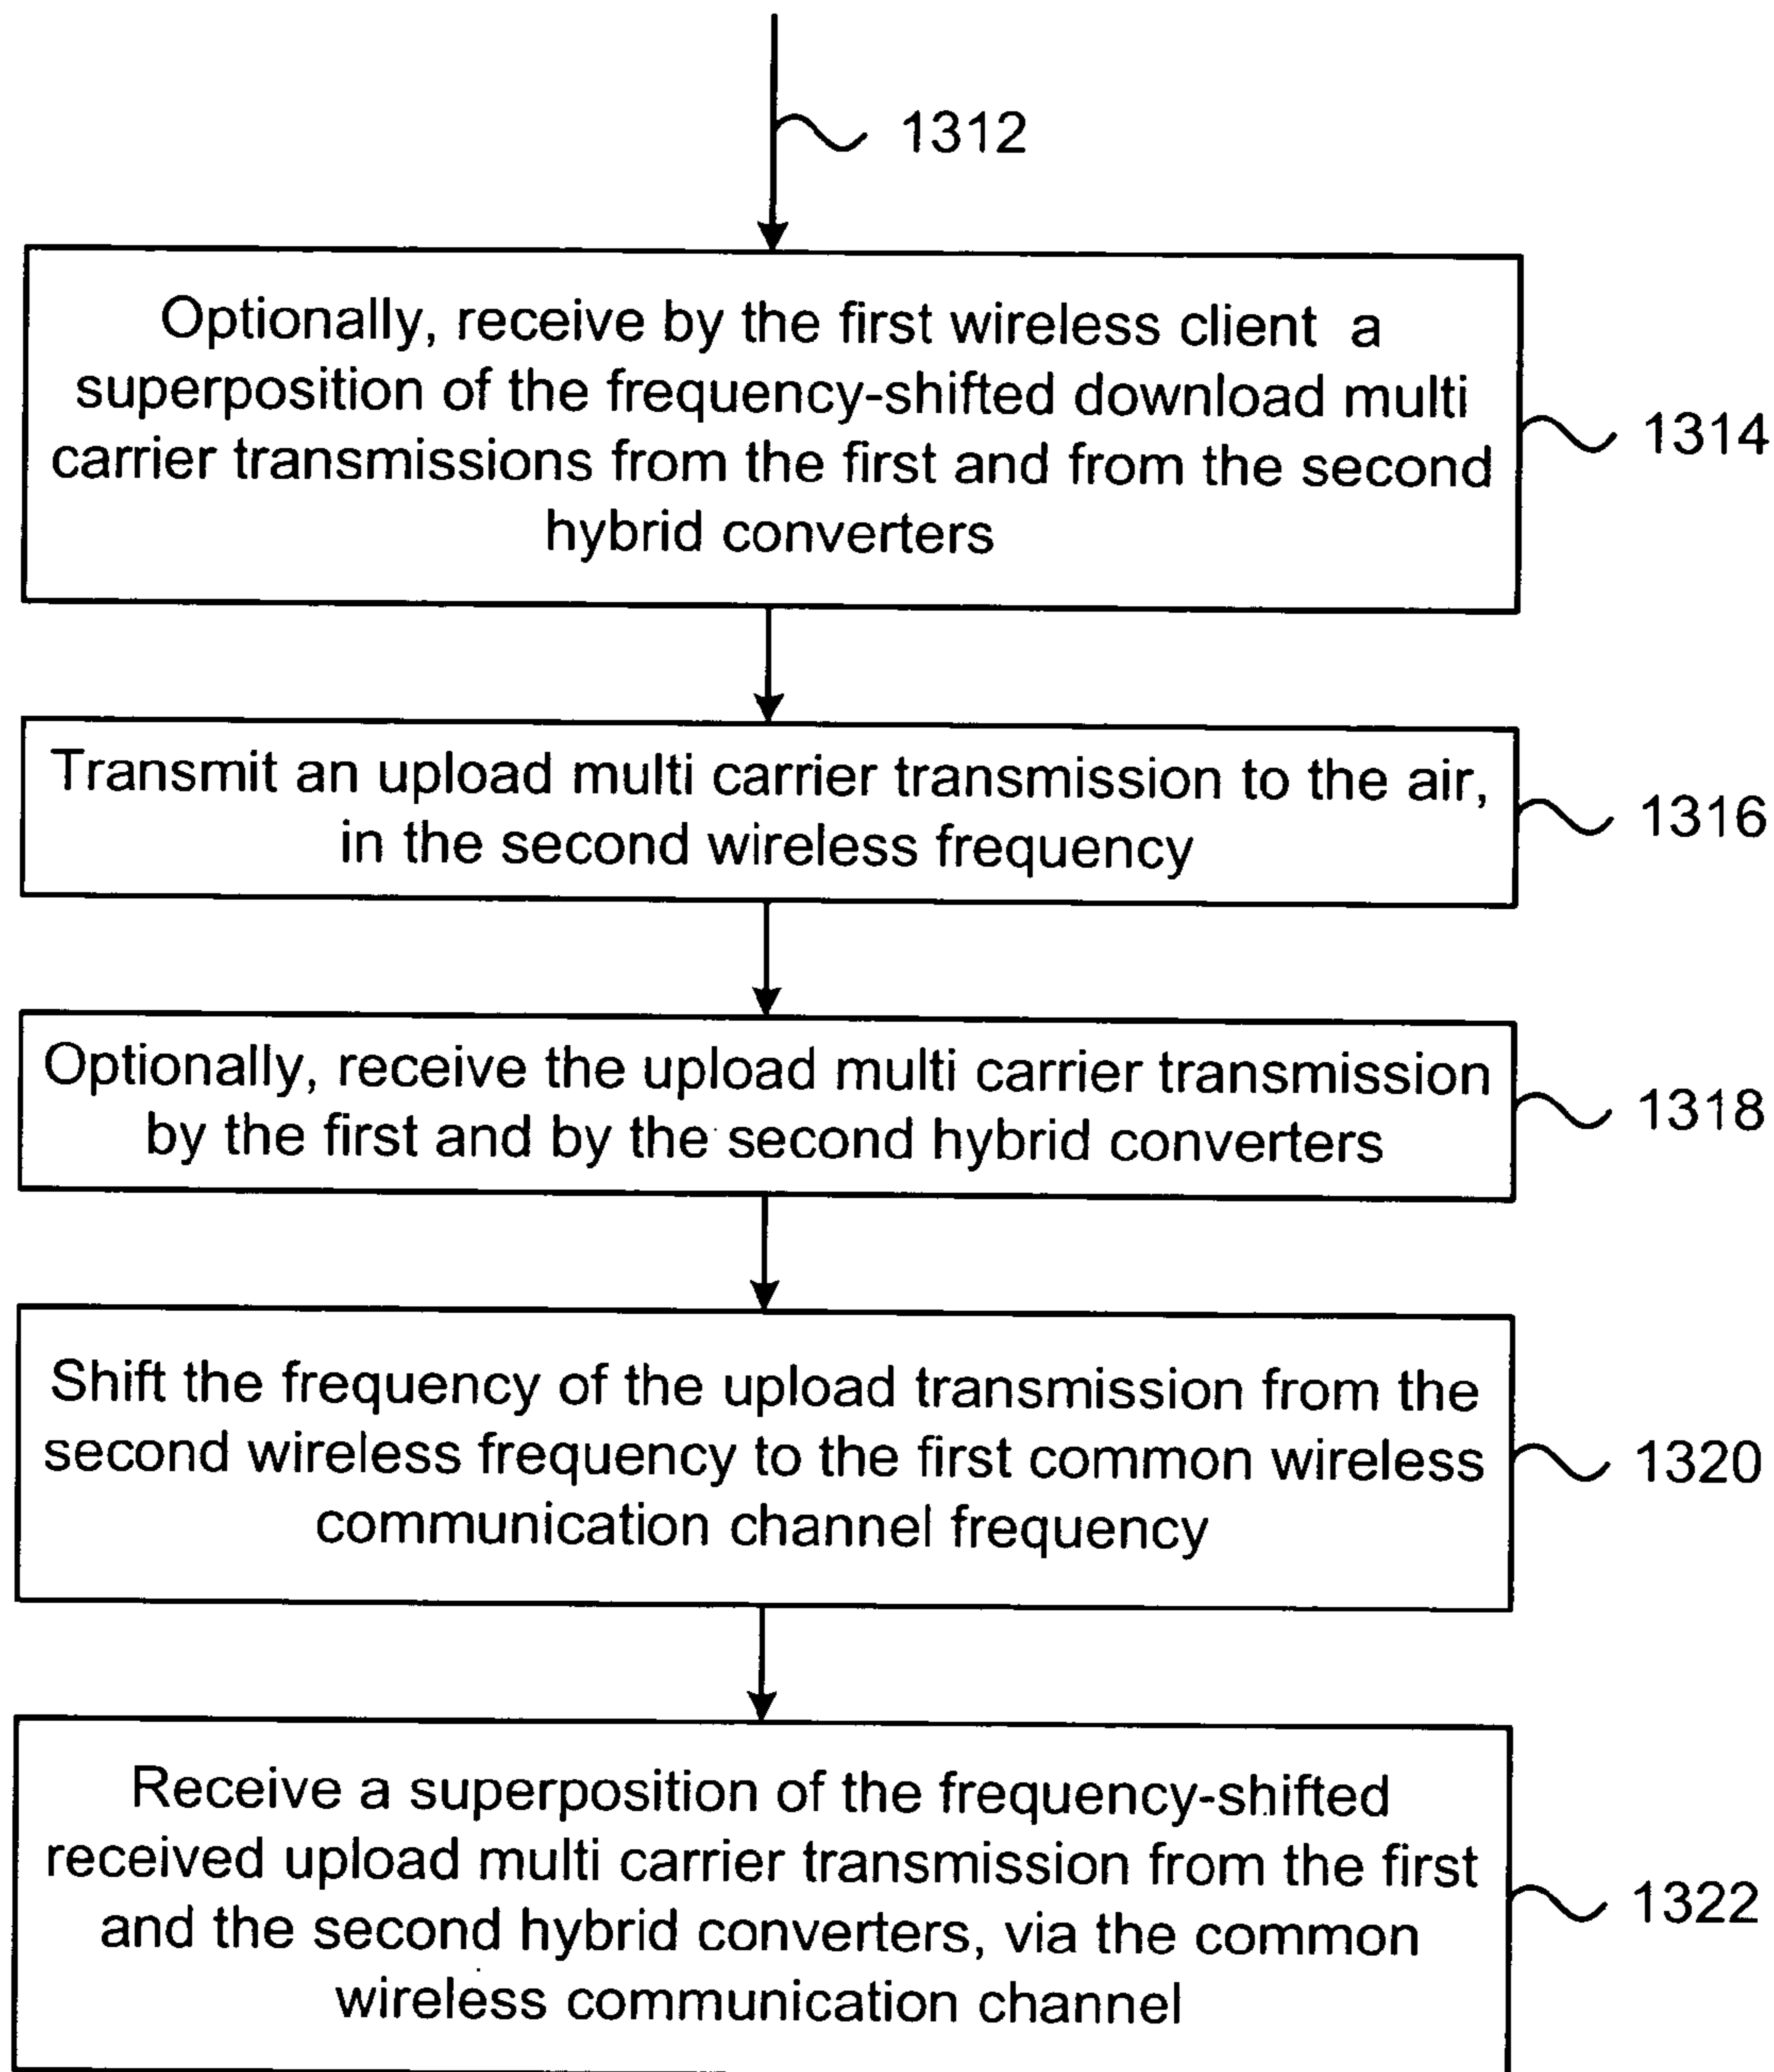 1312
Optionally, receive by the first wireless client a
superposition of the frequency-shifted download multi
carrier transmissions from the first and from the second
hybrid converters
1314
Transmit an upload multi carrier transmission to the air,
in the second wireless frequency
1316
Optionally, receive the upload multi carrier transmission
by the first and by the second hybrid converters
1318
Shift the frequency of the upload transmission from the
second wireless frequency to the first common wireless
communication channel frequency
1320
Receive a superposition of the frequency-shifted
received upload multi carrier transmission from the first
and the second hybrid converters, via the common
wireless communication channel
1322